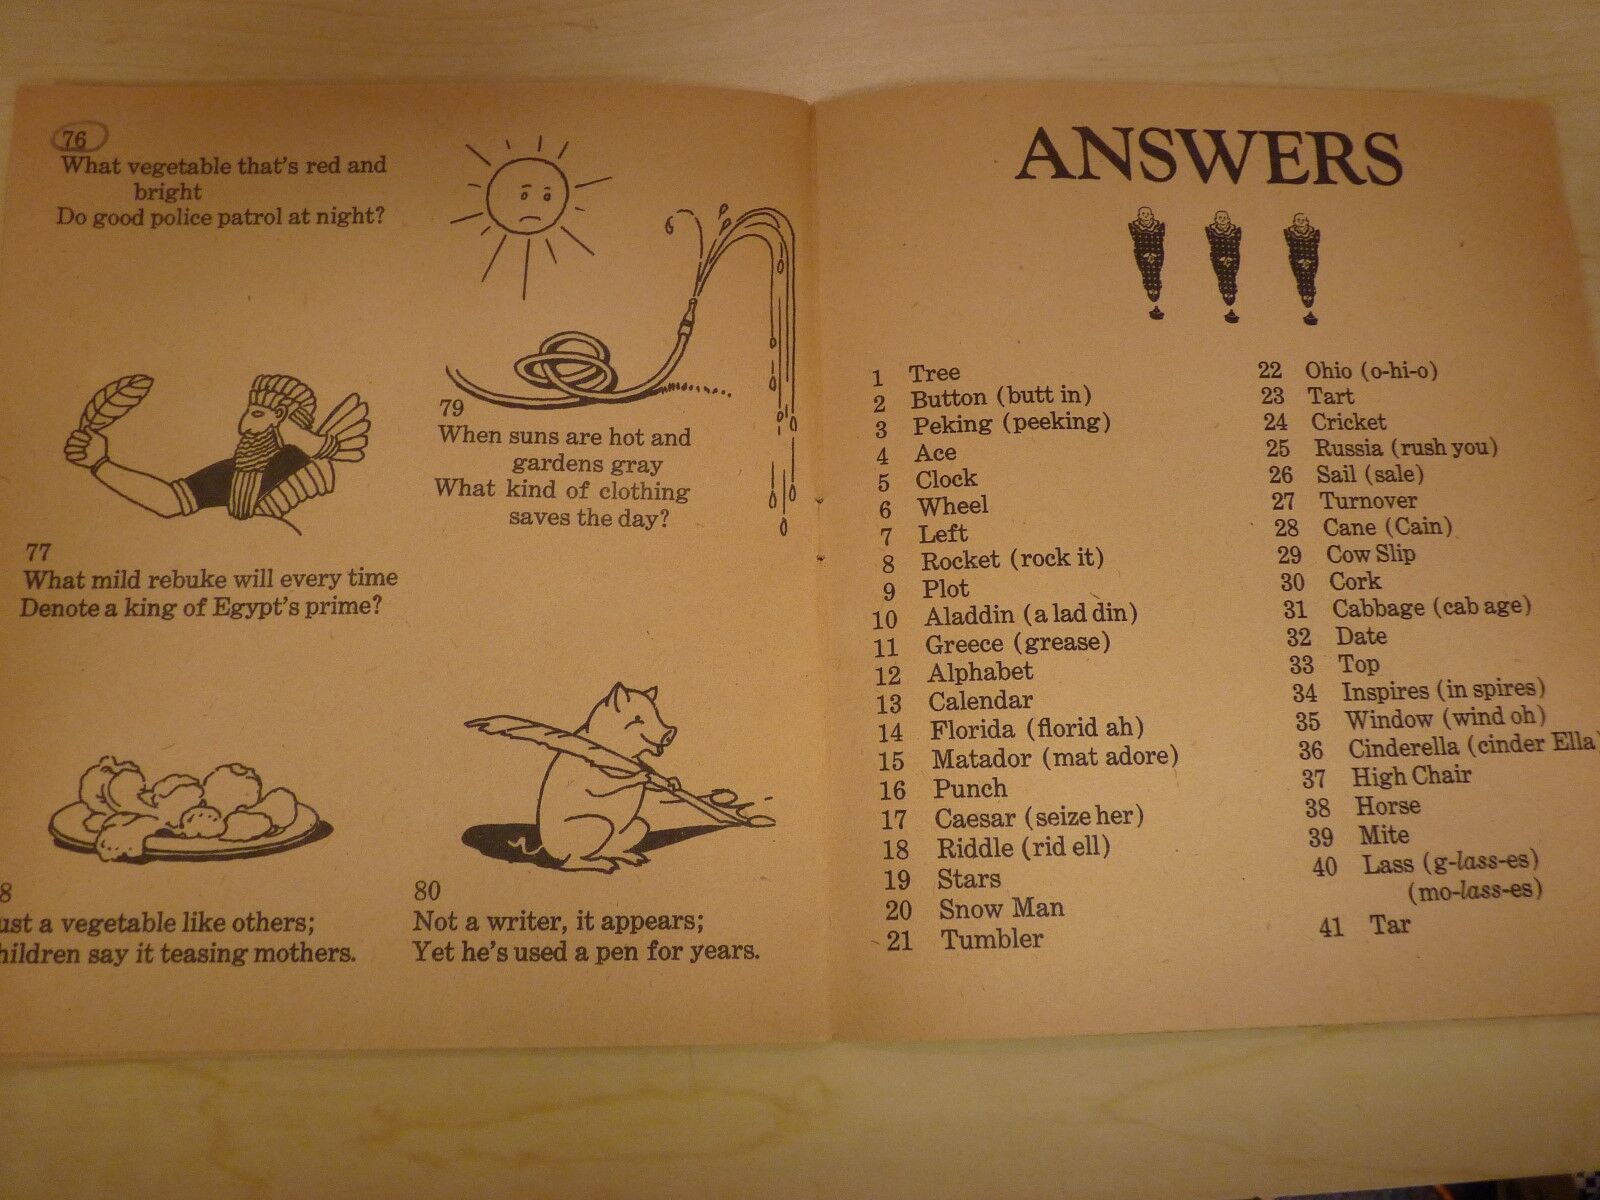 76
What vegetable that's red and
bright
Do good police patrol at night?
77
What mild rebuke will every time
Denote a king of Egypt's prime?
8
ust a vegetable like others;
hildren say it teasing mothers.
79
When suns are hot and
gardens gray
What kind of clothing
saves the day?
80
Not a writer, it appears;
Yet he's used a pen for years.
ANSWERS
1 Tree
2 Button (butt in)
3 Peking (peeking)
4 Ace
5 Clock
6 Wheel
7 Left
8 Rocket (rock it)
9 Plot
10 Aladdin (a lad din)
11 Greece (grease)
12 Alphabet
13 Calendar
14 Florida (florid ah)
15 Matador (mat adore)
16 Punch
17 Caesar (seize her)
18 Riddle (rid ell)
19 Stars
20 Snow Man
21 Tumbler
22 Ohio (o-hi-o)
23 Tart
24 Cricket
25 Russia (rush you)
26 Sail (sale)
27 Turnover
28 Cane (Cain)
29 Cow Slip
30 Cork
31 Cabbage (cab age)
32 Date
33 Top
34 Inspires (in spires)
35 Window (wind oh)
36 Cinderella (cinder Ella)
37 High Chair
38 Horse
39 Mite
40 Lass (g-lass-es)
(mo-lass-es)
41 Tar